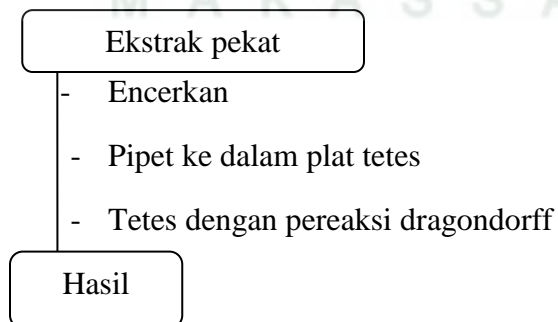 M A K A S S A
Ekstrak pekat
- Encerkan
- Pipet ke dalam plat tetes
- Tetes dengan pereaksi dragondorff
Hasil